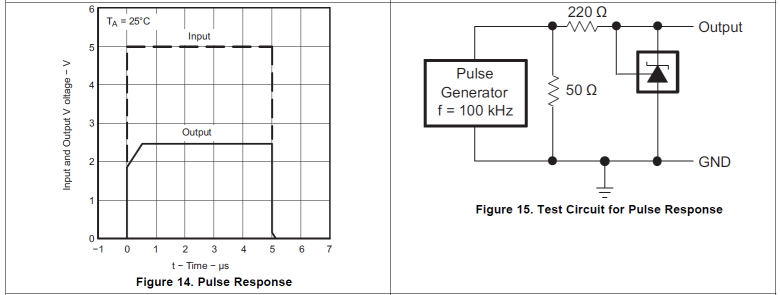 6
5
4
3
2
1
0
Input and Output V oltage − V
TA = 25°C
Input
Output
−1 0 1 2 3 4 5 6 7
t − Time − μs
Figure 14. Pulse Response
220 Ω
Output
Pulse
Generator
f = 100 kHz
50 Ω
GND
Figure 15. Test Circuit for Pulse Response